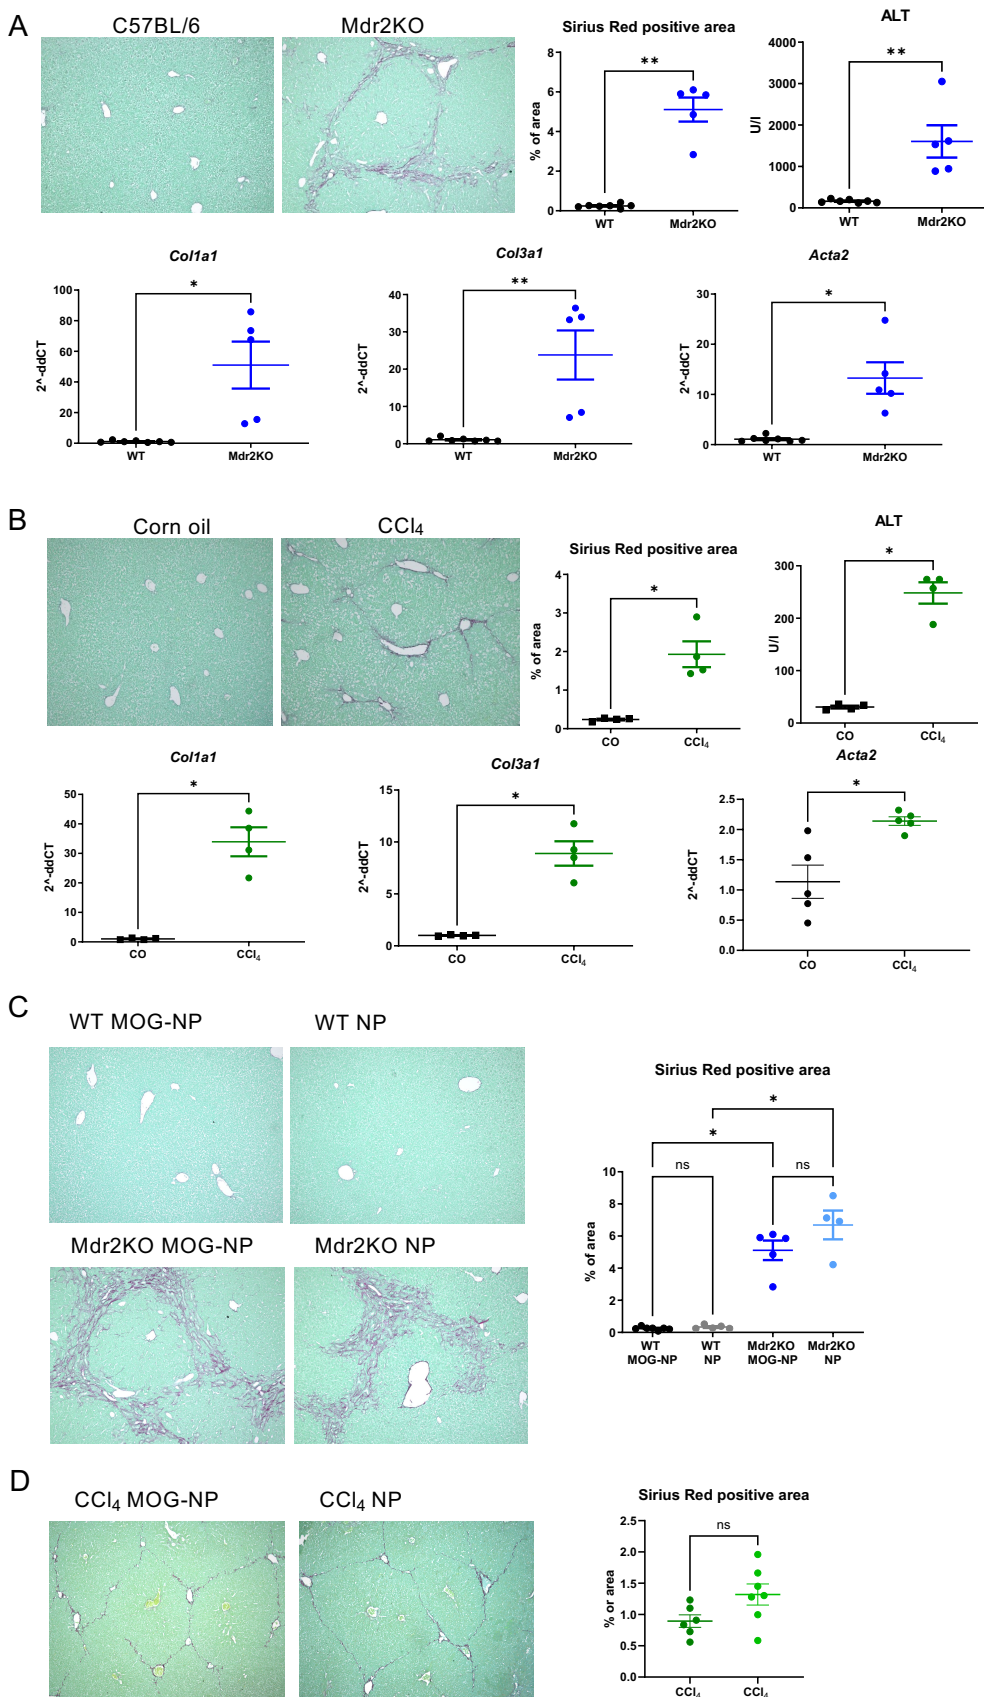 A
C57BL/6
Mdr2KO
Sirius Red positive area
% of area
8
6
4
2
0
**
WT
Mdr2KO
ALT
U/l
4000
3000
2000
1000
0
**
WT
Mdr2KO
Col1a1
2^-ddCT
100
80
60
40
20
0
*
WT
Mdr2KO
Col3a1
2^-ddCT
40
30
20
10
0
**
WT
Mdr2KO
Acta2
2^-ddCT
30
20
10
0
*
WT
Mdr2KO
B
Corn oil
CCl₄
Sirius Red positive area
% of area
4
3
2
1
0
*
CO
CCl₄
ALT
U/l
300
200
100
0
*
CO
CCl₄
Col1a1
2^-ddCT
50
40
30
20
10
0
*
CO
CCl₄
Col3a1
2^-ddCT
15
10
5
0
*
CO
CCl₄
Acta2
2^-ddCT
2.5
2.0
1.5
1.0
0.5
0.0
*
CO
CCl₄
C
WT MOG-NP
WT NP
Mdr2KO MOG-NP
Mdr2KO NP
Sirius Red positive area
% of area
10
8
6
4
2
0
*
*
ns
ns
WT
MOG-NP
WT
NP
Mdr2KO
MOG-NP
Mdr2KO
NP
D
CCl₄ MOG-NP
CCl₄ NP
Sirius Red positive area
% or area
2.5
2.0
1.5
1.0
0.5
0.0
ns
CCl₄
CCl₄